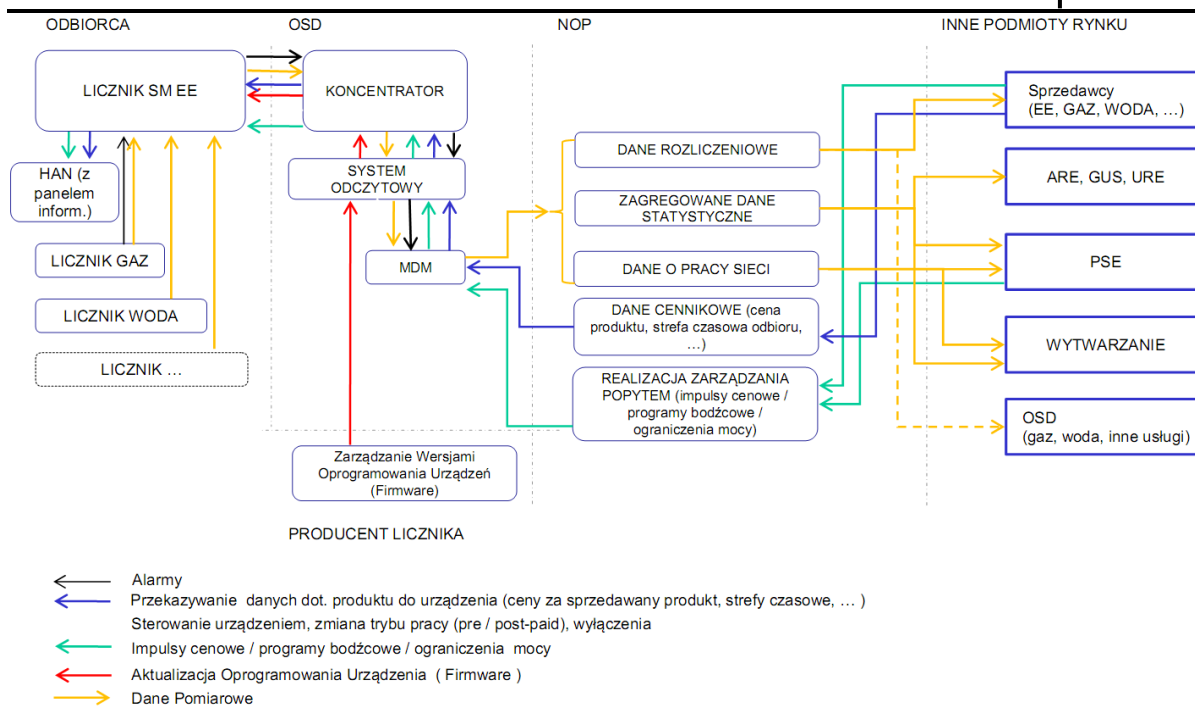 ODBIORCA
OSD
NOP
INNE PODMIOTY RYNKU
LICZNIK SM EE
KONCENTRATOR
Sprzedawcy
(EE, GAZ, WODA, …)
DANE ROZLICZENIOWE
HAN (z
panelem
inform.)
SYSTEM
ODCZYTOWY
ARE, GUS, URE
ZAGREGOWANE DANE
STATYSTYCZNE
LICZNIK GAZ
MDM
DANE O PRACY SIECI
PSE
LICZNIK WODA
DANE CENNIKOWE (cena
produktu, strefa czasowa odbioru,
…)
WYTWARZANIE
LICZNIK …
REALIZACJA ZARZĄDZANIA
POPYTEM (impulsy cenowe /
programy bodźcowe /
ograniczenia mocy)
OSD
(gaz, woda, inne usługi)
Zarządzanie Wersjami
Oprogramowania Urządzeń
(Firmware)
PRODUCENT LICZNIKA
Alarmy
Przekazywanie danych dot. produktu do urządzenia (ceny za sprzedawany produkt, strefy czasowe, … )
Sterowanie urządzeniem, zmiana trybu pracy (pre / post-paid), wyłączenia
Impulsy cenowe / programy bodźcowe / ograniczenia mocy
Aktualizacja Oprogramowania Urządzenia ( Firmware )
Dane Pomiarowe